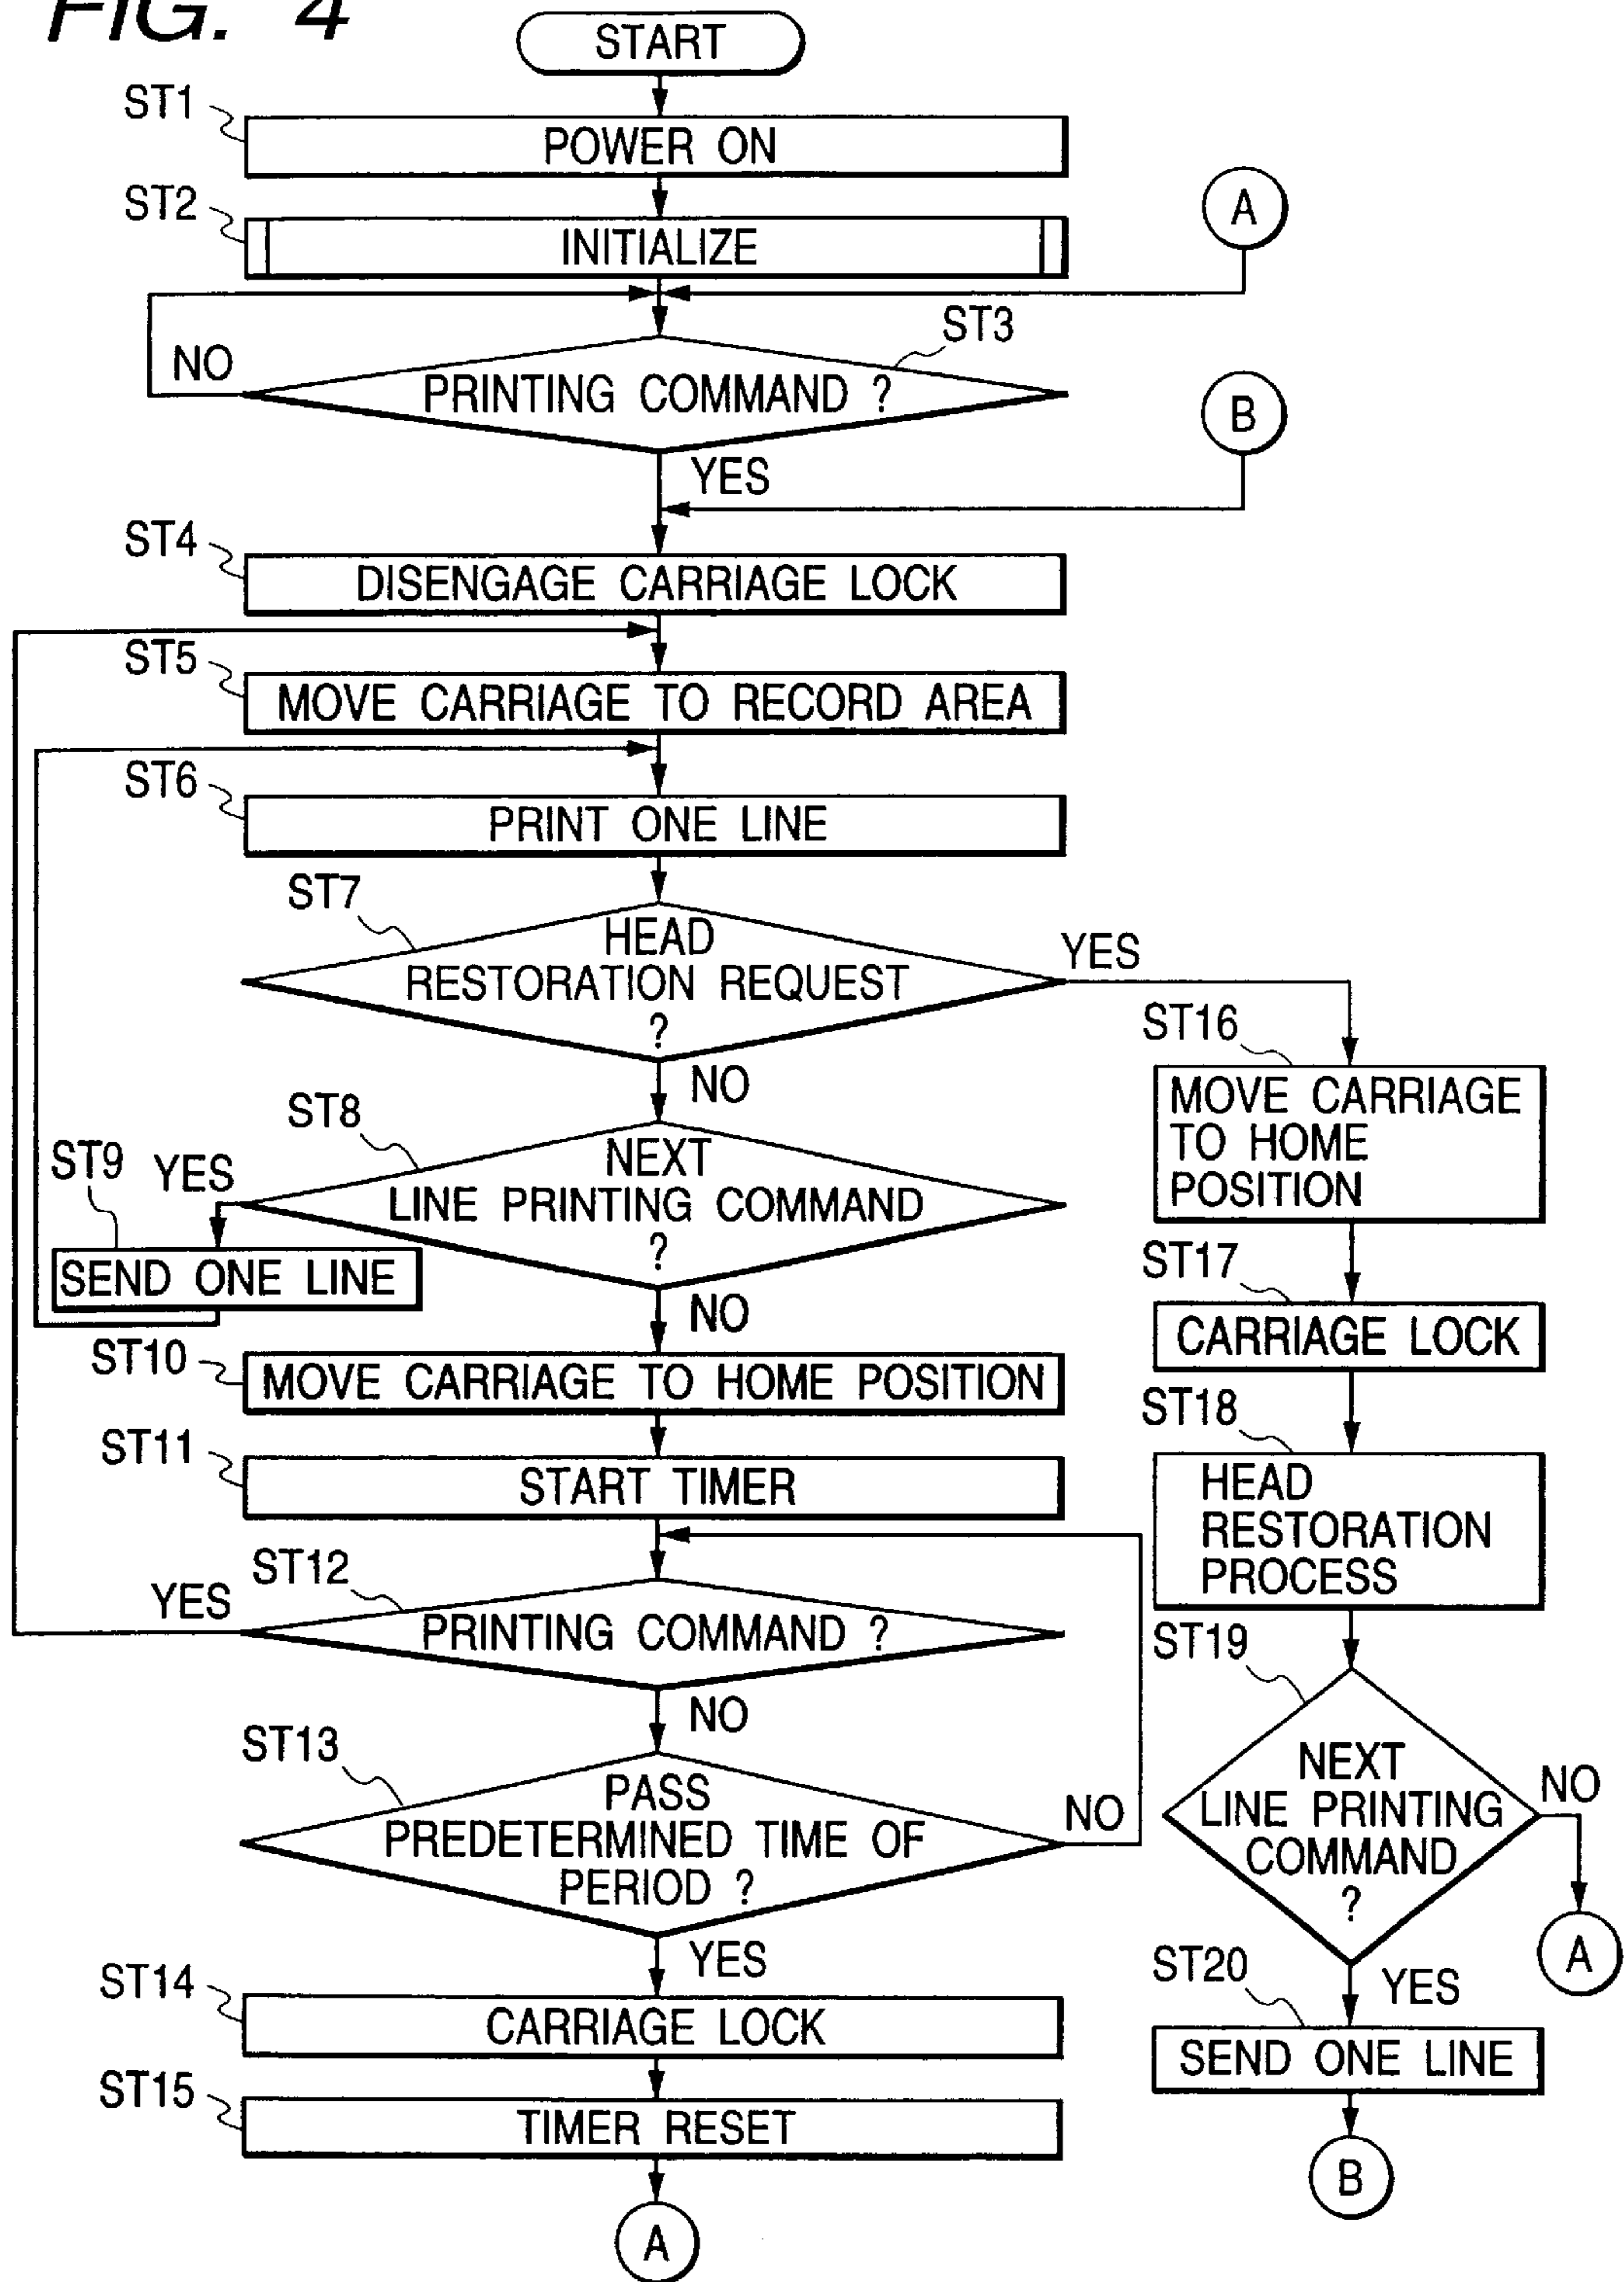 FIG. 4
START
ST1
POWER ON
ST2
INITIALIZE
A
ST3
NO
PRINTING COMMAND ?
B
YES
ST4
DISENGAGE CARRIAGE LOCK
ST5
MOVE CARRIAGE TO RECORD AREA
ST6
PRINT ONE LINE
ST7
HEAD
RESTORATION REQUEST
?
YES
NO
ST8
NEXT
LINE PRINTING COMMAND
?
ST9
YES
SEND ONE LINE
NO
ST10
MOVE CARRIAGE TO HOME POSITION
ST11
START TIMER
ST12
YES
PRINTING COMMAND ?
NO
ST13
PASS
PREDETERMINED TIME OF
PERIOD ?
NO
YES
ST14
CARRIAGE LOCK
ST15
TIMER RESET
A
ST16
MOVE CARRIAGE
TO HOME
POSITION
ST17
CARRIAGE LOCK
ST18
HEAD
RESTORATION
PROCESS
ST19
NEXT
LINE PRINTING
COMMAND
?
NO
A
YES
ST20
SEND ONE LINE
B